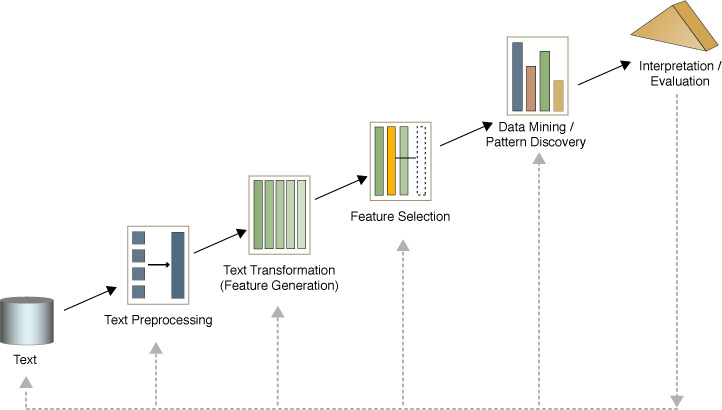 Text
Text Preprocessing
Text Transformation
(Feature Generation)
Feature Selection
Data Mining /
Pattern Discovery
Interpretation /
Evaluation